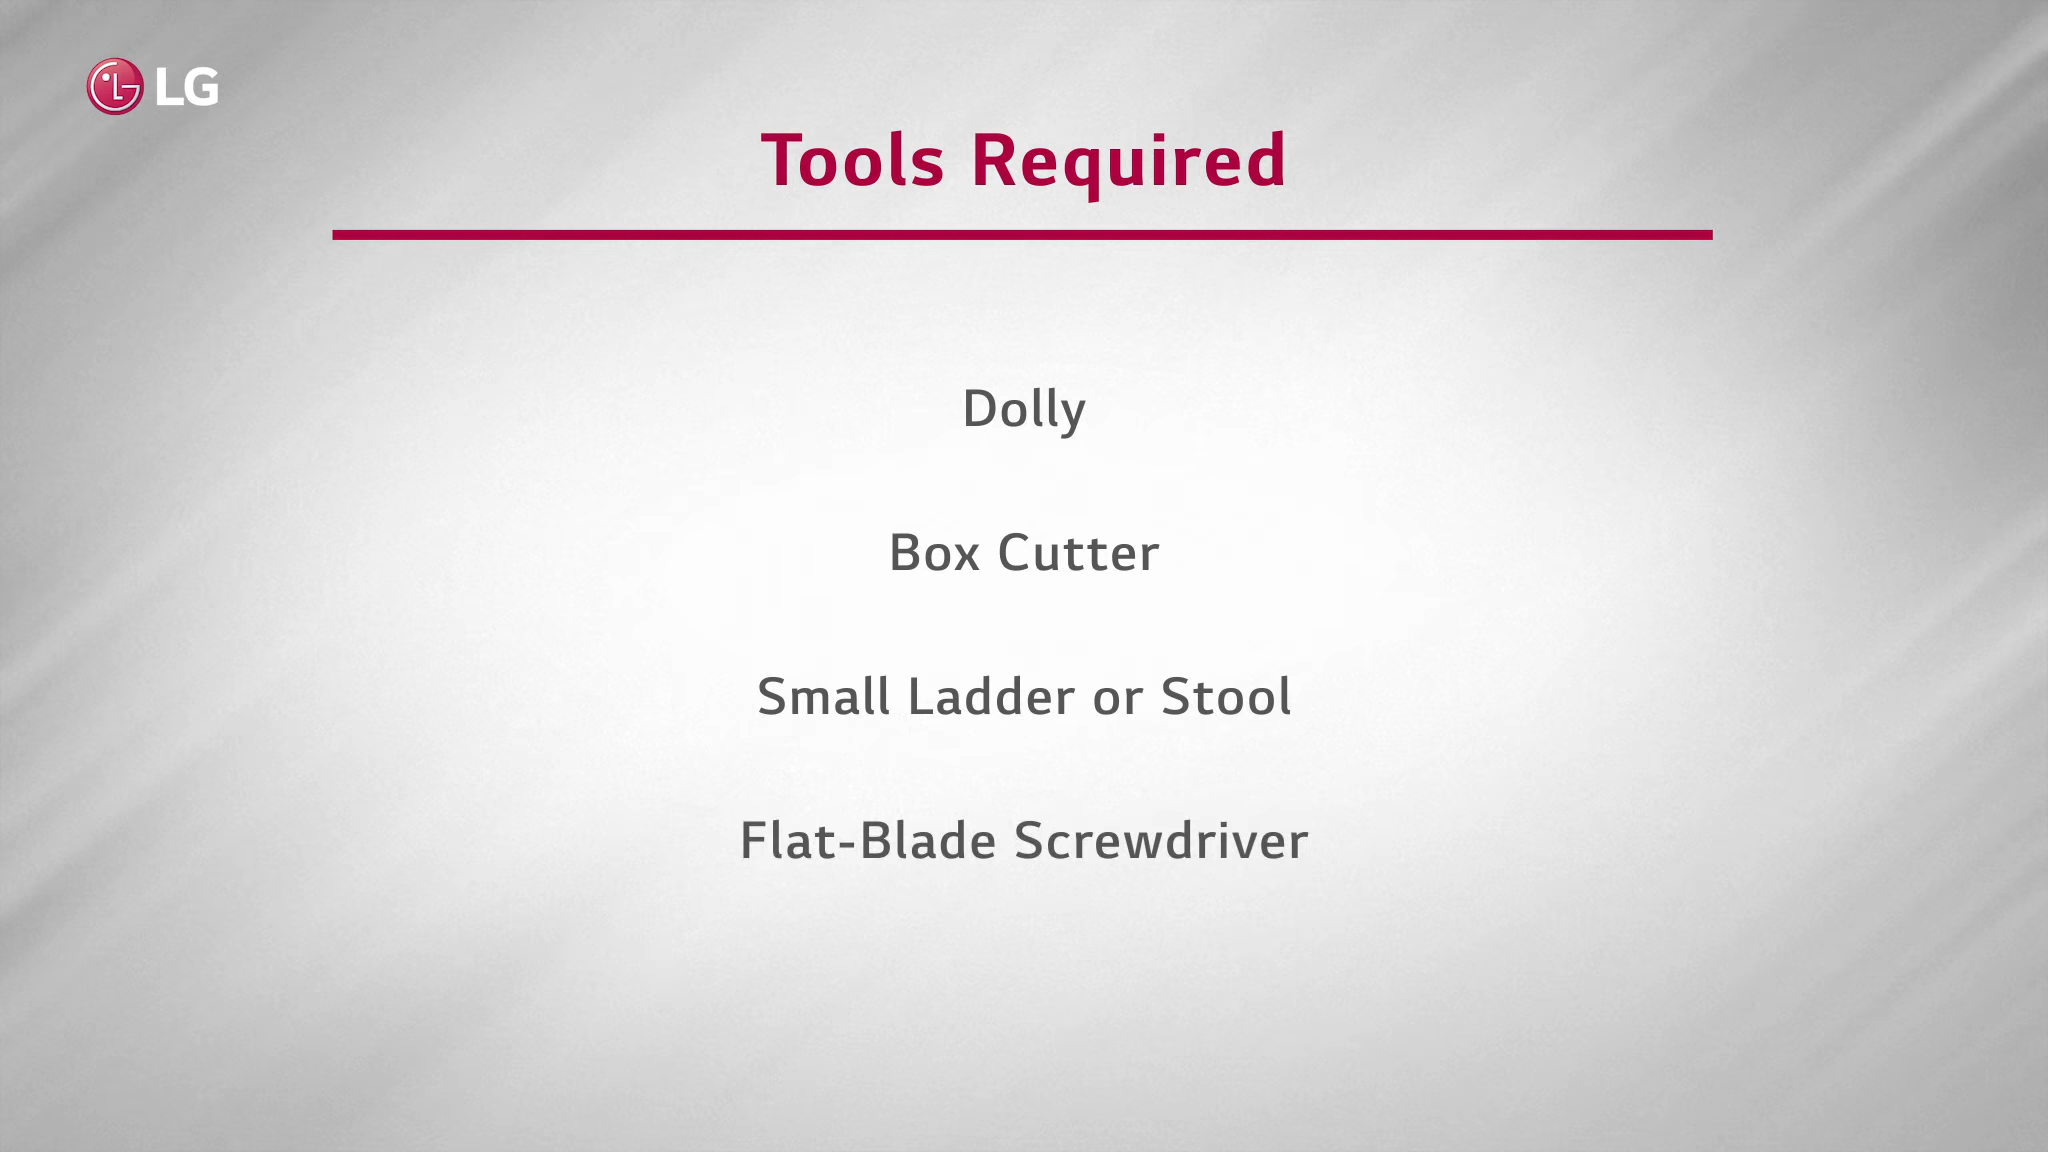 LG
Tools Required
Dolly
Box Cutter
Small Ladder or Stool
Flat-Blade Screwdriver